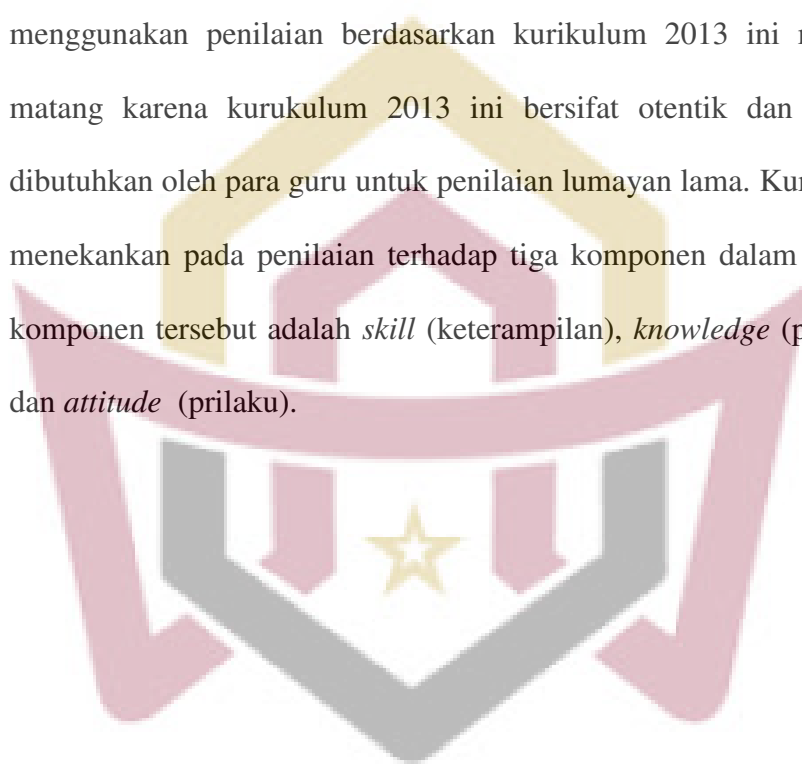 menggunakan penilaian berdasarkan kurikulum 2013 ini
matang karena kurukulum 2013 ini bersifat otentik dan
dibutuhkan oleh para guru untuk penilaian lumayan lama.
menekankan pada penilaian terhadap tiga komponen dalam
komponen tersebut adalah skill (keterampilan), knowledge
dan attitude (prilaku).